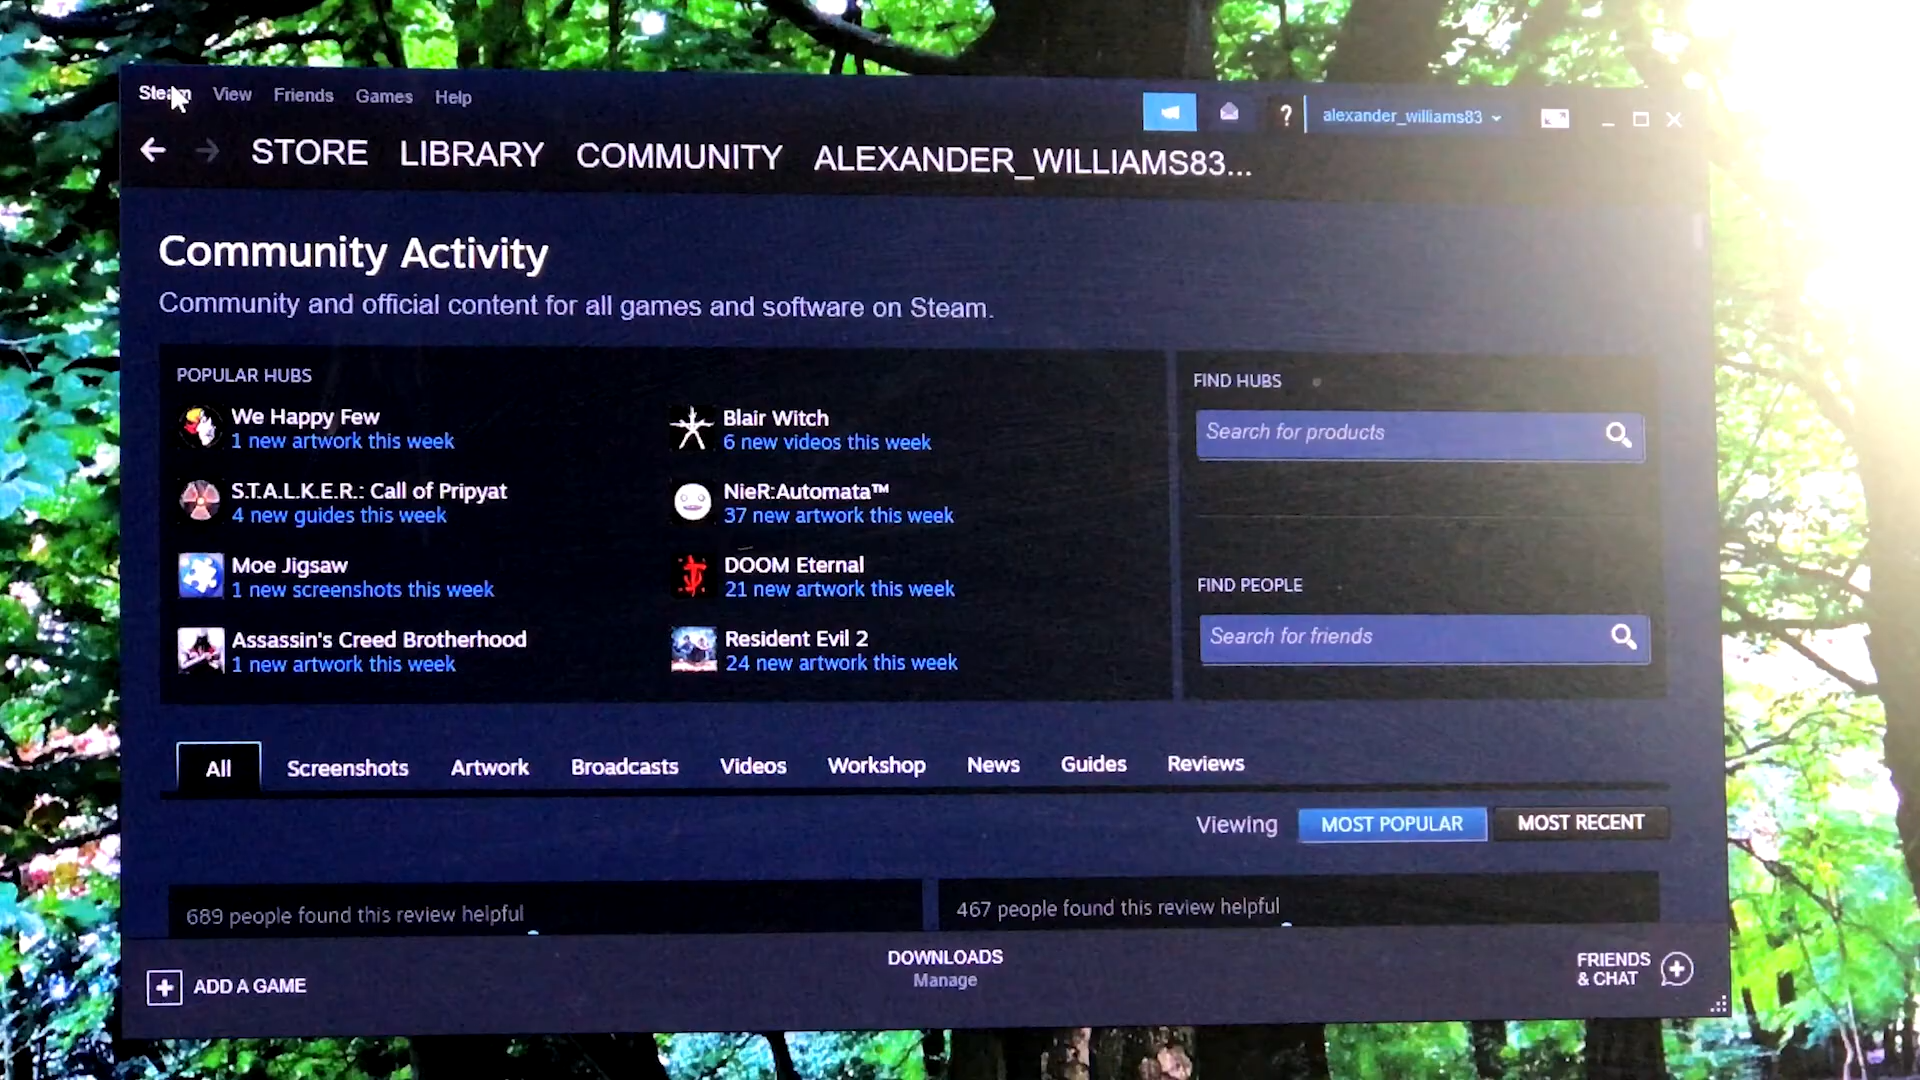 Steam View Friends Games Help
? alexander_williams83
STORE LIBRARY COMMUNITY ALEXANDER_WILLIAMS83...
Community Activity
Community and official content for all games and software on Steam.
POPULAR HUBS
We Happy Few
1 new artwork this week
Blair Witch
6 new videos this week
S.T.A.L.K.E.R.: Call of Pripyat
4 new guides this week
NieR:Automata™
37 new artwork this week
Moe Jigsaw
1 new screenshots this week
DOOM Eternal
21 new artwork this week
Assassin's Creed Brotherhood
1 new artwork this week
Resident Evil 2
24 new artwork this week
FIND HUBS
Search for products
FIND PEOPLE
Search for friends
All Screenshots Artwork Broadcasts Videos Workshop News Guides Reviews
Viewing MOST POPULAR MOST RECENT
689 people found this review helpful
467 people found this review helpful
ADD A GAME
DOWNLOADS
Manage
FRIENDS
& CHAT